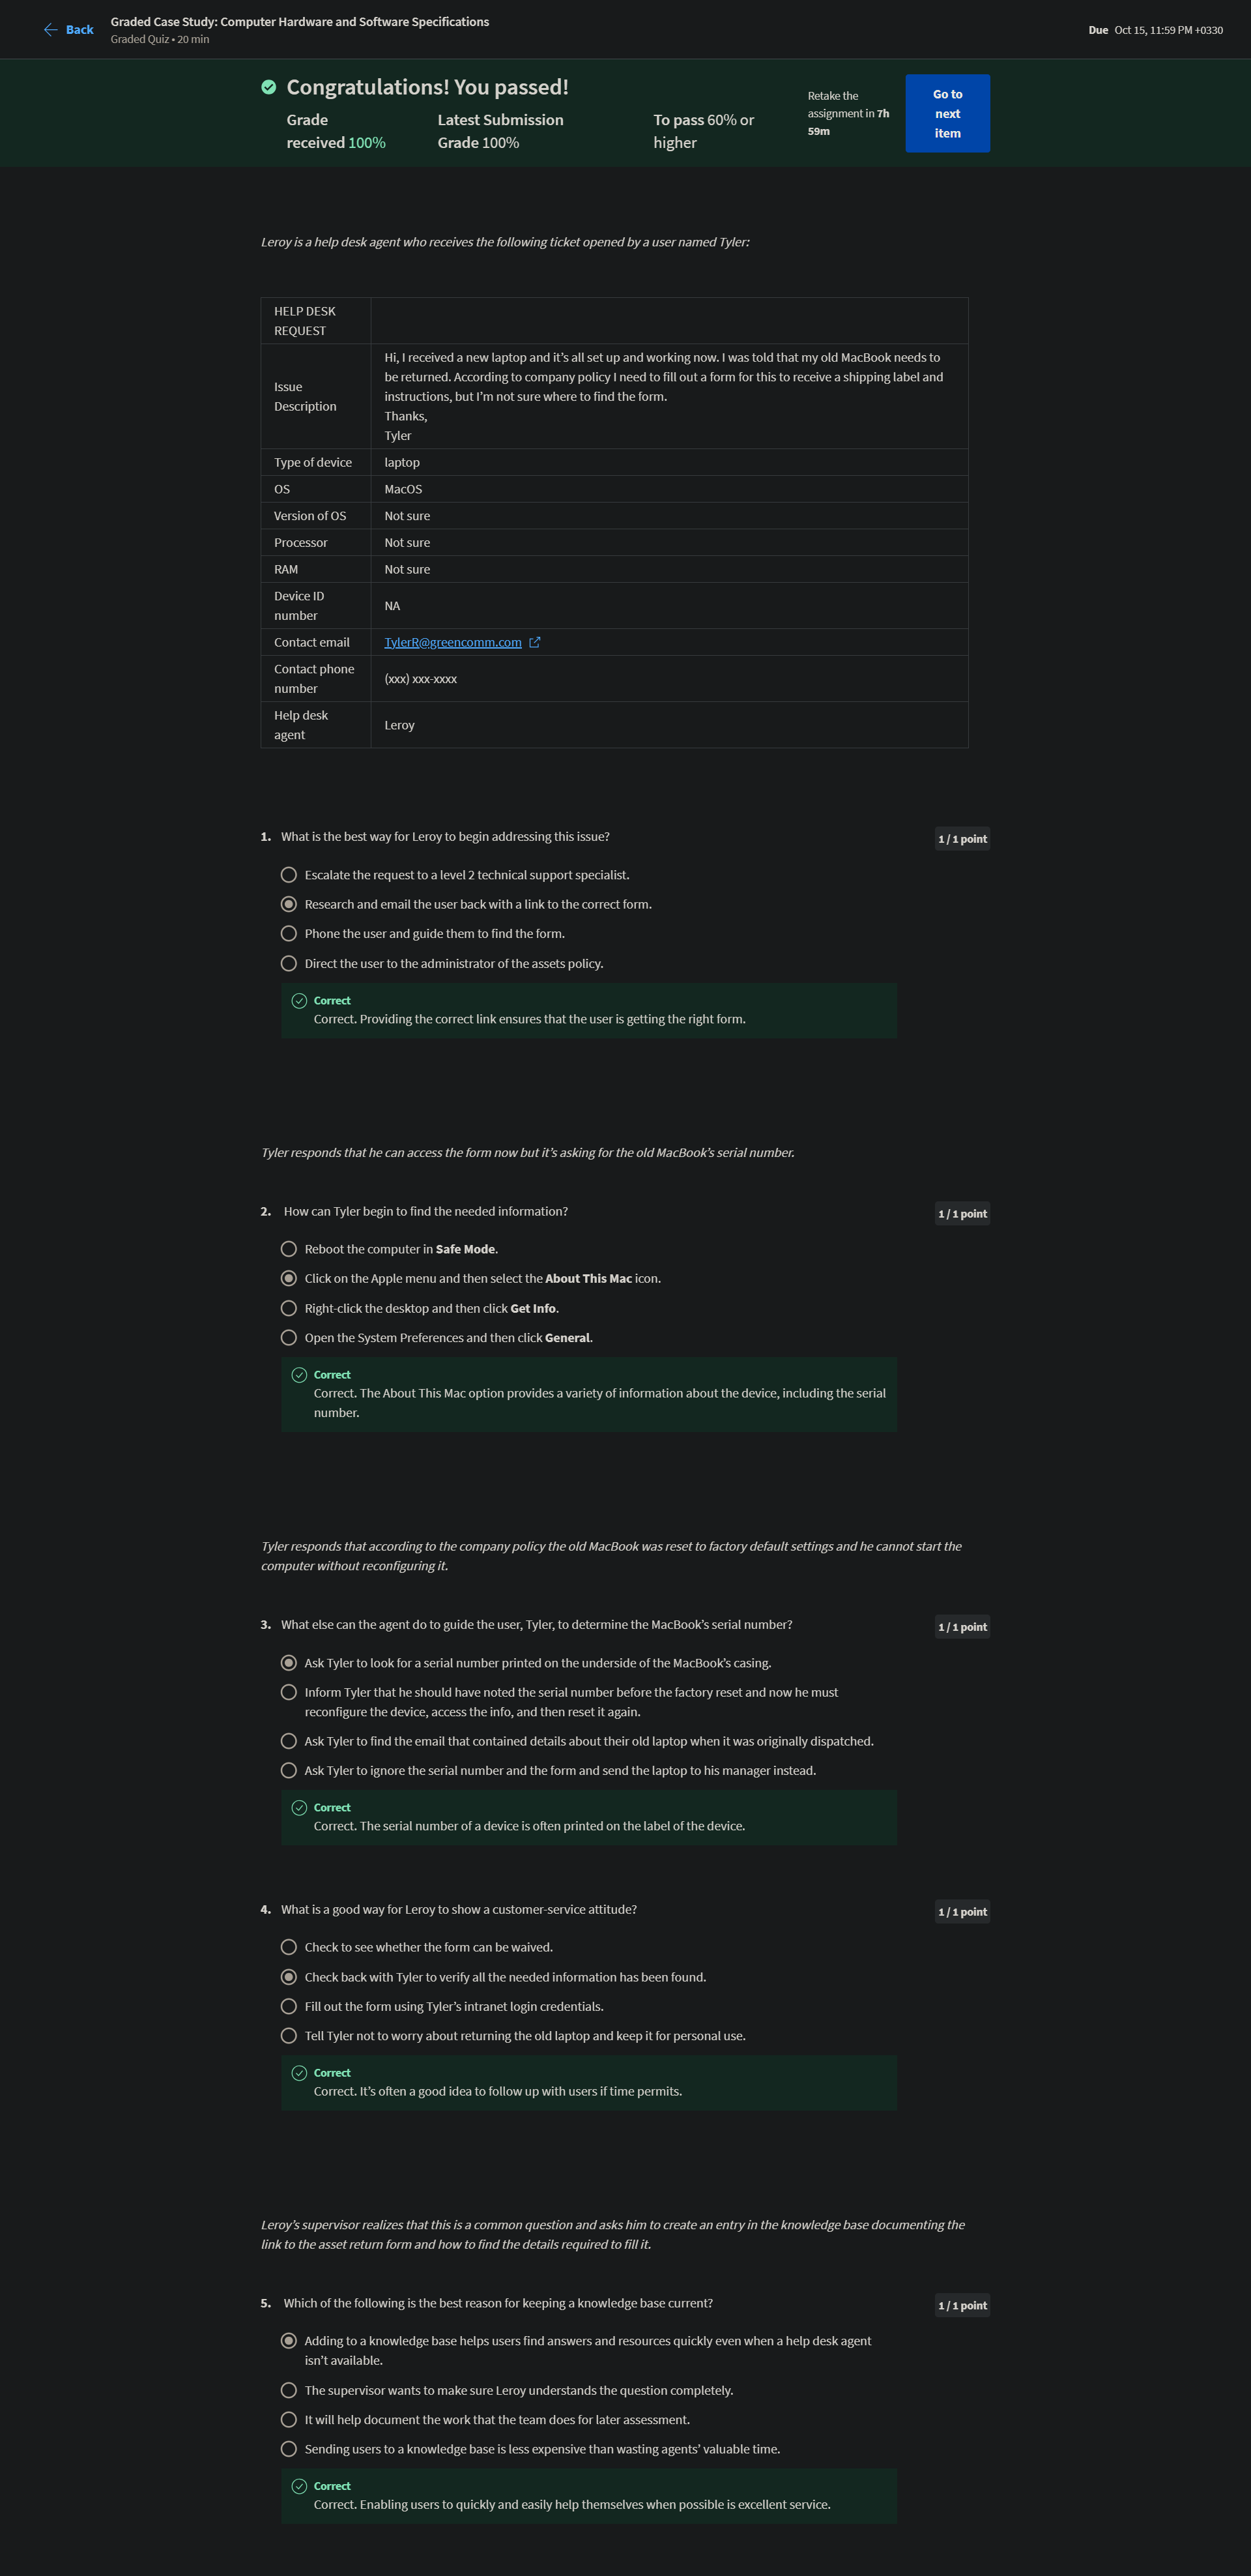 Back
Graded Case Study: Computer Hardware and Software Specifications
Graded Quiz • 20 min
Due Oct 15, 11:59 PM +0330
Congratulations! You passed!
Grade
received 100%
Latest Submission
Grade 100%
To pass 60% or
higher
Retake the
assignment in 7h
59m
Go to
next
item
Leroy is a help desk agent who receives the following ticket opened by a user named Tyler:
HELP DESK
REQUEST
Issue
Description
Hi, I received a new laptop and it’s all set up and working now. I was told that my old MacBook needs to
be returned. According to company policy I need to fill out a form for this to receive a shipping label and
instructions, but I’m not sure where to find the form.
Thanks,
Tyler
Type of device laptop
OS MacOS
Version of OS Not sure
Processor Not sure
RAM Not sure
Device ID
number
NA
Contact email TylerR@greencomm.com
Contact phone
number
(xxx) xxx-xxxx
Help desk
agent
Leroy
1. What is the best way for Leroy to begin addressing this issue?
1 / 1 point
Escalate the request to a level 2 technical support specialist.
Research and email the user back with a link to the correct form.
Phone the user and guide them to find the form.
Direct the user to the administrator of the assets policy.
Correct
Correct. Providing the correct link ensures that the user is getting the right form.
Tyler responds that he can access the form now but it’s asking for the old MacBook’s serial number.
2. How can Tyler begin to find the needed information?
1 / 1 point
Reboot the computer in Safe Mode.
Click on the Apple menu and then select the About This Mac icon.
Right-click the desktop and then click Get Info.
Open the System Preferences and then click General.
Correct
Correct. The About This Mac option provides a variety of information about the device, including the serial
number.
Tyler responds that according to the company policy the old MacBook was reset to factory default settings and he cannot start the
computer without reconfiguring it.
3. What else can the agent do to guide the user, Tyler, to determine the MacBook’s serial number?
1 / 1 point
Ask Tyler to look for a serial number printed on the underside of the MacBook’s casing.
Inform Tyler that he should have noted the serial number before the factory reset and now he must
reconfigure the device, access the info, and then reset it again.
Ask Tyler to find the email that contained details about their old laptop when it was originally dispatched.
Ask Tyler to ignore the serial number and the form and send the laptop to his manager instead.
Correct
Correct. The serial number of a device is often printed on the label of the device.
4. What is a good way for Leroy to show a customer-service attitude?
1 / 1 point
Check to see whether the form can be waived.
Check back with Tyler to verify all the needed information has been found.
Fill out the form using Tyler’s intranet login credentials.
Tell Tyler not to worry about returning the old laptop and keep it for personal use.
Correct
Correct. It’s often a good idea to follow up with users if time permits.
Leroy’s supervisor realizes that this is a common question and asks him to create an entry in the knowledge base documenting the
link to the asset return form and how to find the details required to fill it.
5. Which of the following is the best reason for keeping a knowledge base current?
1 / 1 point
Adding to a knowledge base helps users find answers and resources quickly even when a help desk agent
isn’t available.
The supervisor wants to make sure Leroy understands the question completely.
It will help document the work that the team does for later assessment.
Sending users to a knowledge base is less expensive than wasting agents’ valuable time.
Correct
Correct. Enabling users to quickly and easily help themselves when possible is excellent service.